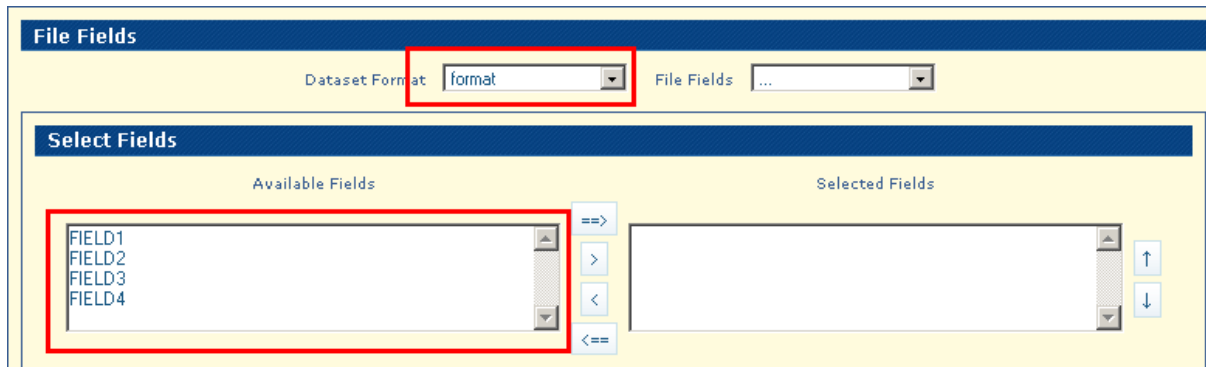 File Fields
Dataset Format format File Fields ...
Select Fields
Available Fields Selected Fields
==>
FIELD1
FIELD2 > ↑
FIELD3
FIELD4 < ↓
<==